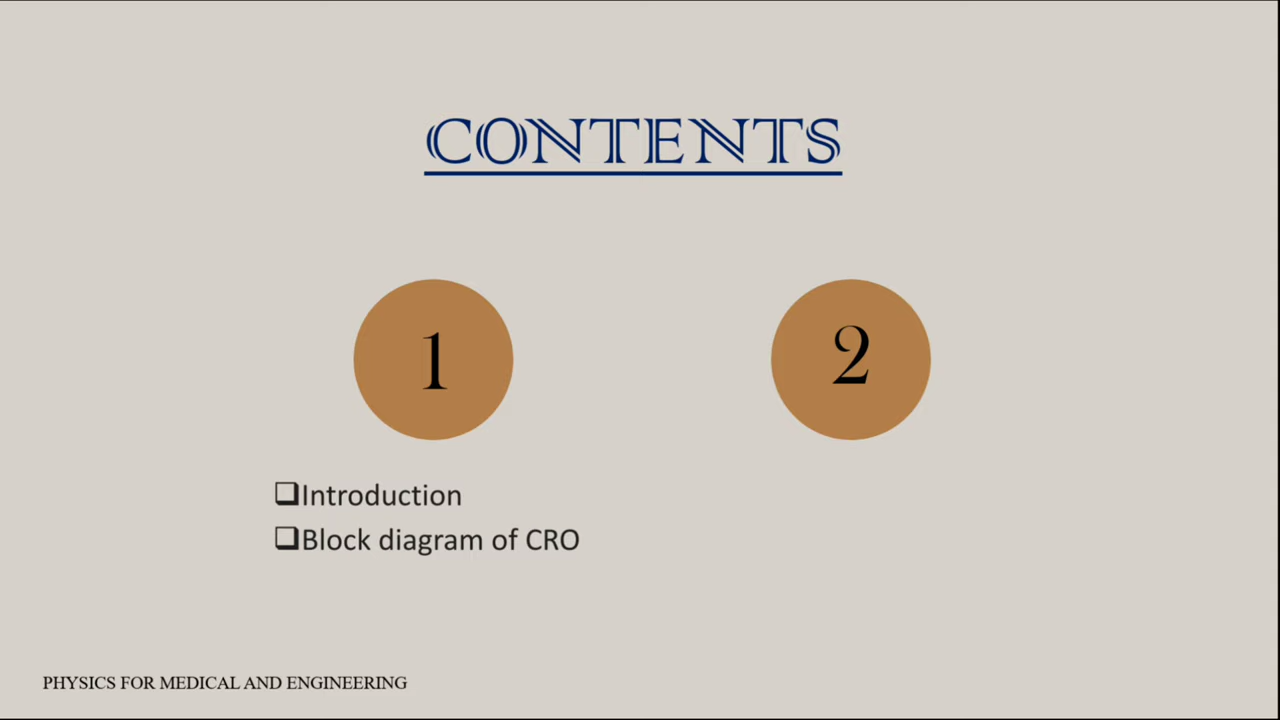 CONTENTS
1
2
❑Introduction
❑Block diagram of CRO
PHYSICS FOR MEDICAL AND ENGINEERING